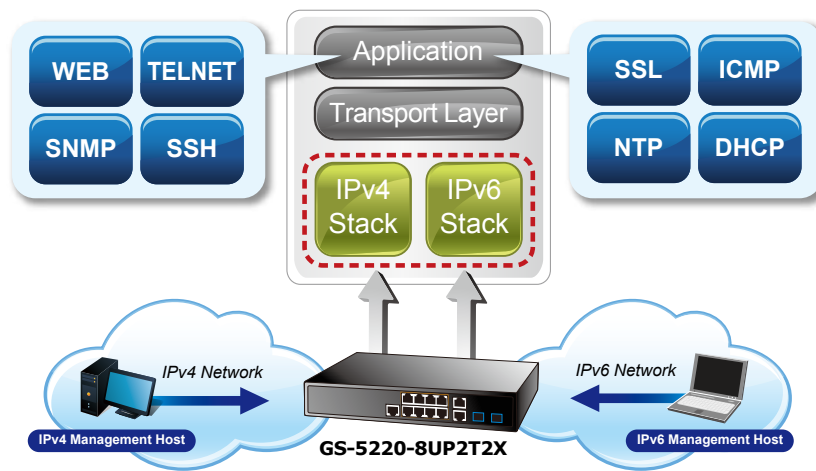 WEB
TELNET
SNMP
SSH
Application
Transport Layer
IPv4
Stack
IPv6
Stack
SSL
ICMP
NTP
DHCP
IPv4 Network
IPv4 Management Host
GS-5220-8UP2T2X
IPv6 Network
IPv6 Management Host